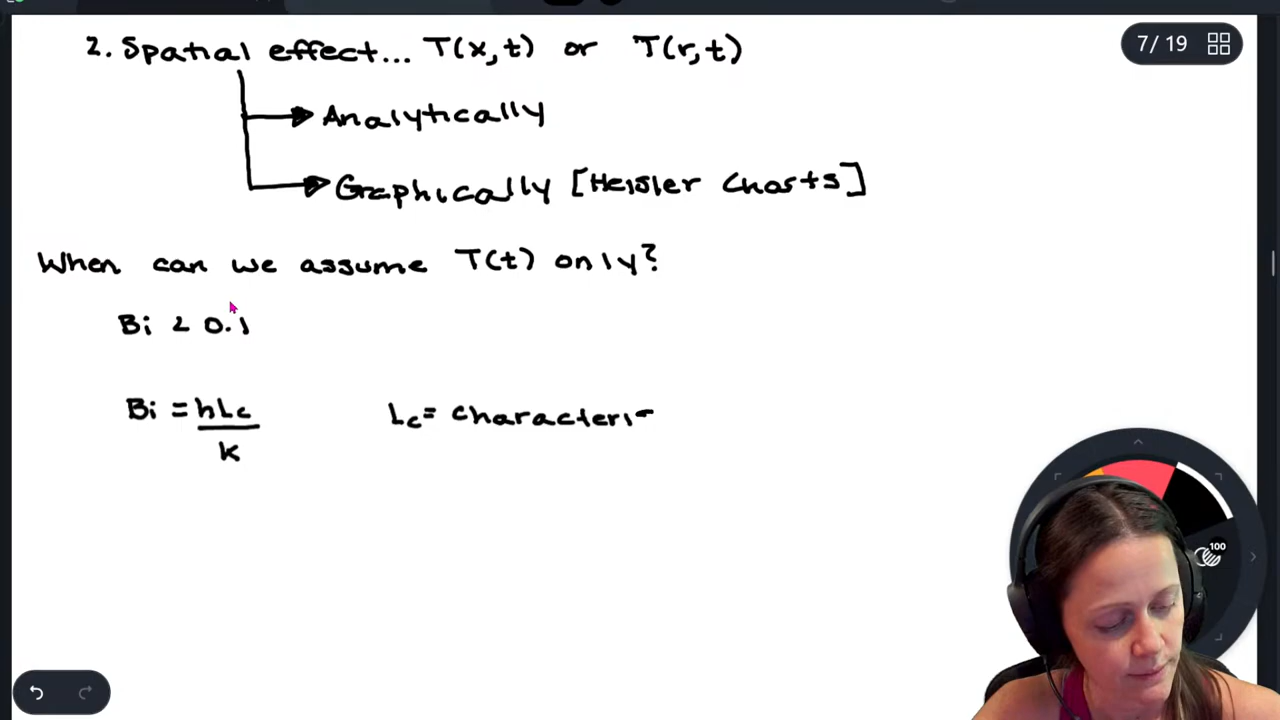 7/19
2. Spatial effect... T(x,t) or T(r,t)
Analytically
Graphically [Heisler Charts]
When can we assume T(t) only?
Bi < 0.1
Bi = hLc
k
Lc= characteri
100